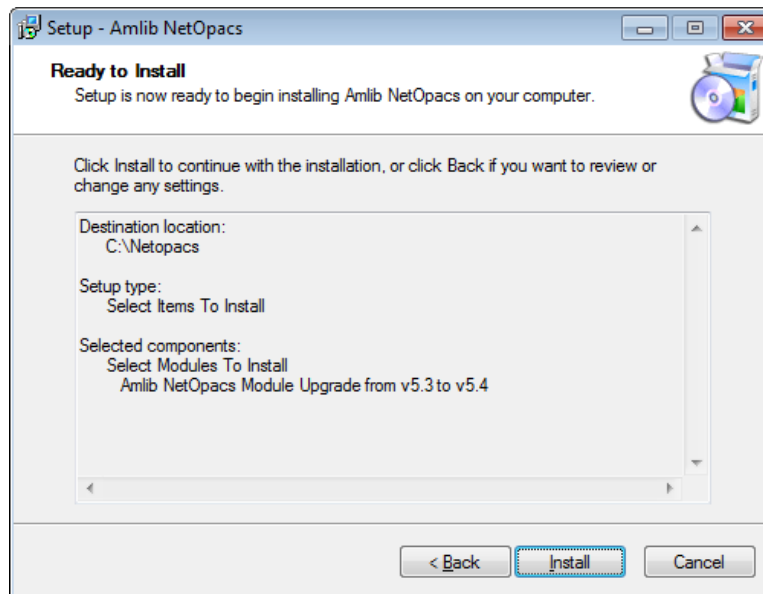 Setup - Amlib NetOpacs
Ready to Install
Setup is now ready to begin installing Amlib NetOpacs on your computer.
Click Install to continue with the installation, or click Back if you want to review or
change any settings.
Destination location:
C:\Netopacs
Setup type:
Select Items To Install
Selected components:
Select Modules To Install
Amlib NetOpacs Module Upgrade from v5.3 to v5.4
< Back
Install
Cancel